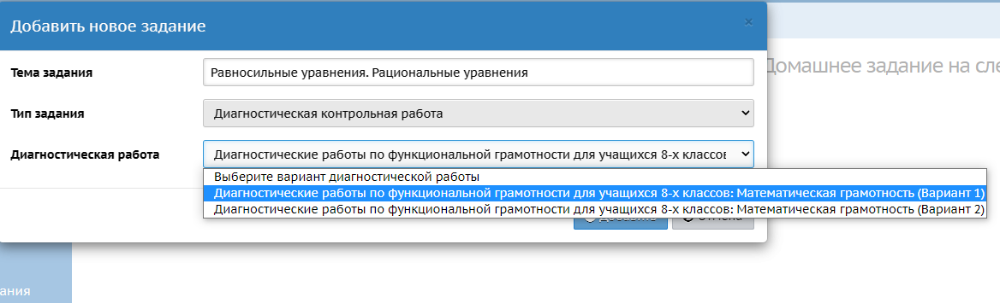 Добавить новое задание
×
Домашнее задание на сле
Тема задания
Равносильные уравнения. Рациональные уравнения
Тип задания
Диагностическая контрольная работа
Диагностическая работа
Диагностические работы по функциональной грамотности для учащихся 8-х классов
Выберите вариант диагностической работы
Диагностические работы по функциональной грамотности для учащихся 8-х классов: Математическая грамотность (Вариант 1)
Диагностические работы по функциональной грамотности для учащихся 8-х классов: Математическая грамотность (Вариант 2)
Добавить
Отмена
ания